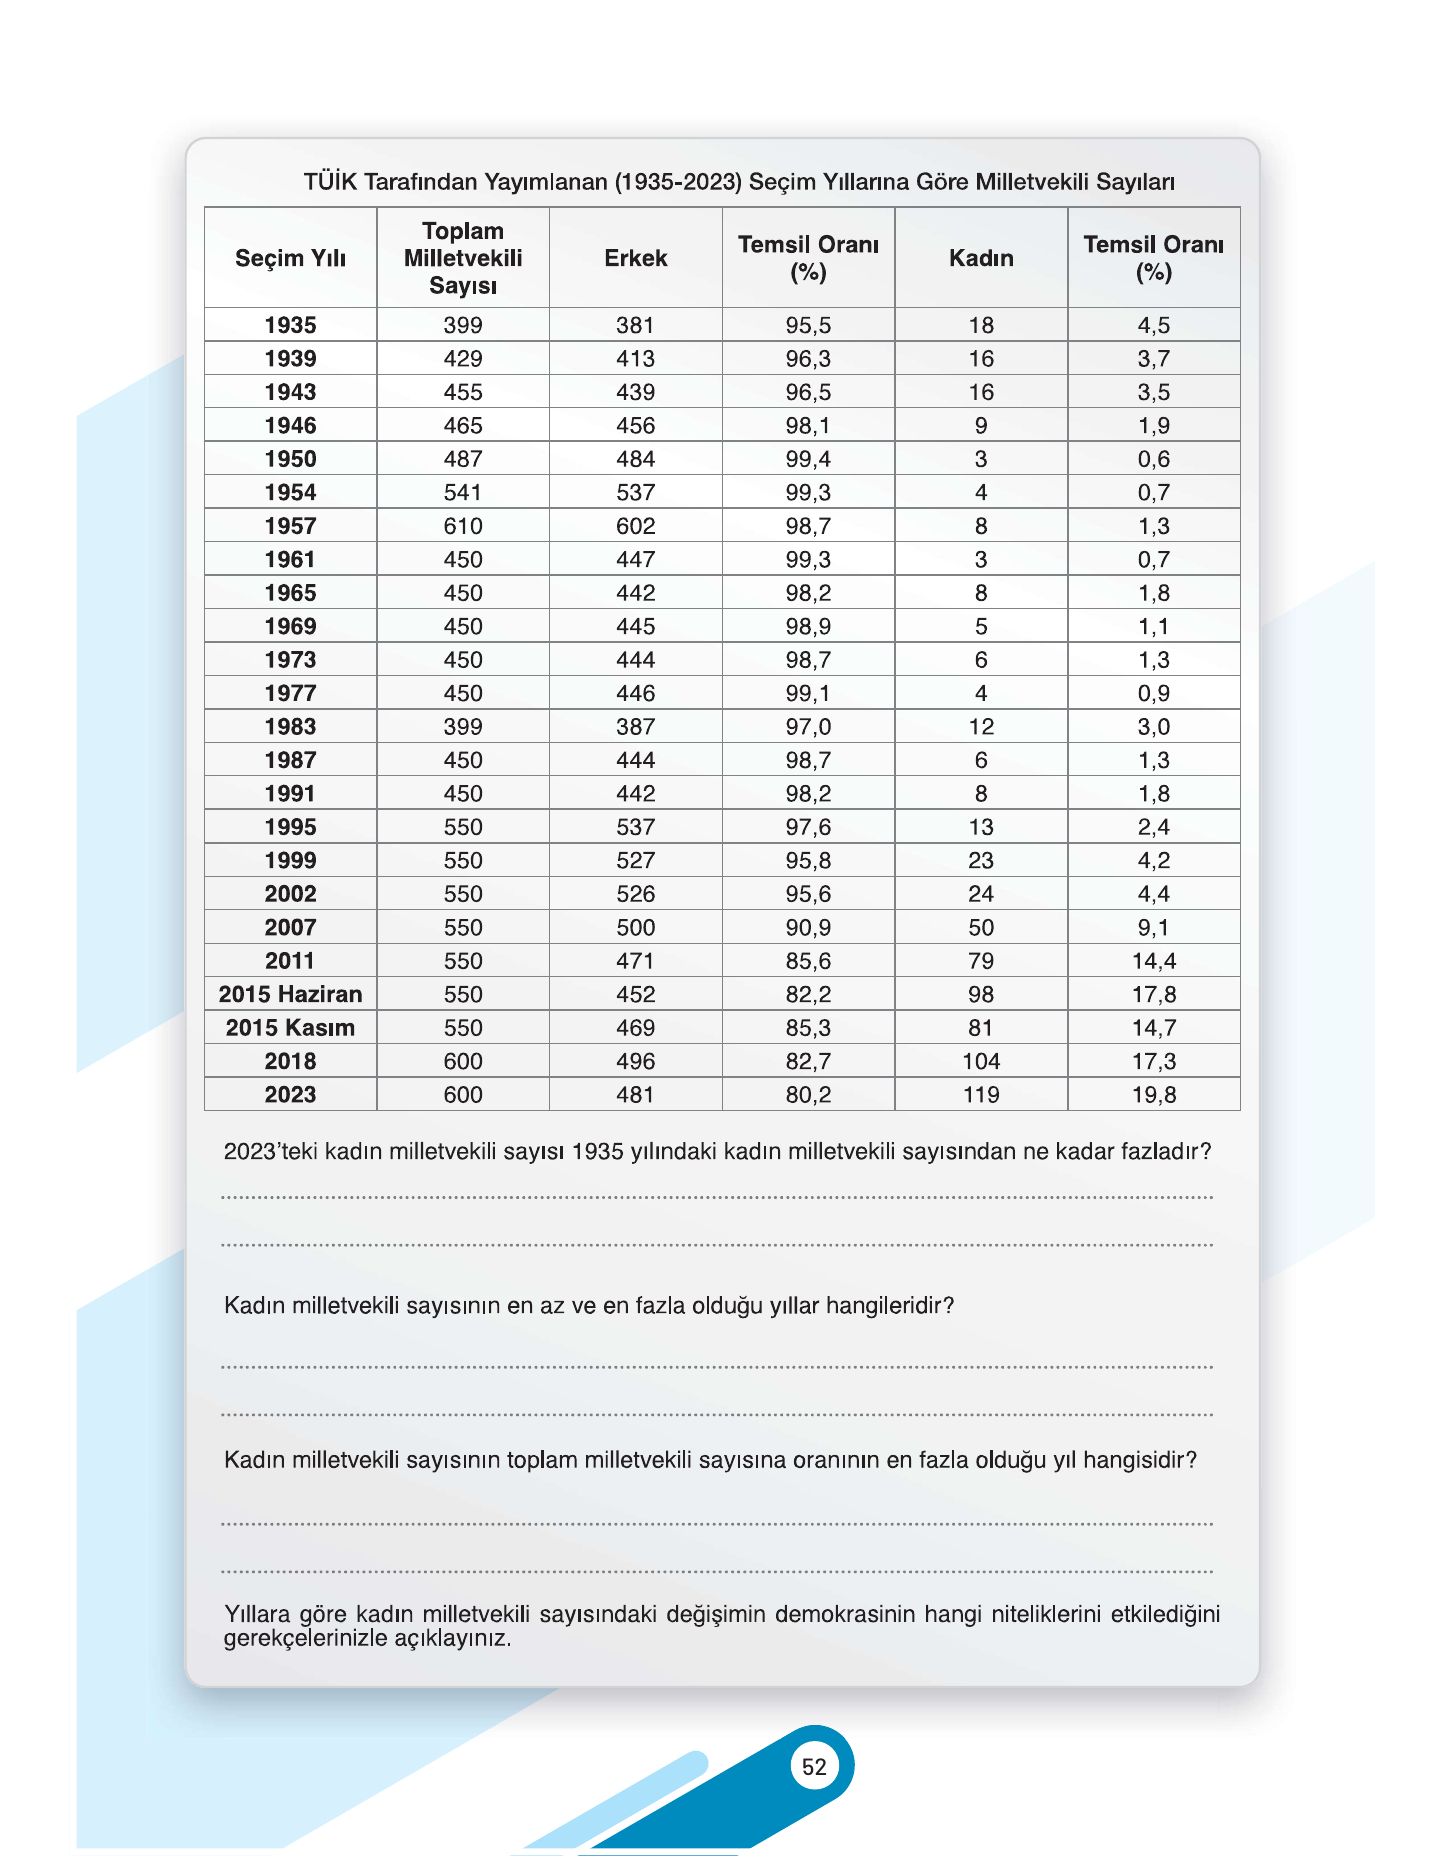 TÜİK Tarafından Yayımlanan (1935-2023) Seçim Yıllarına Göre Milletvekili Sayıları
Seçim Yılı Toplam Milletvekili Sayısı Erkek Temsil Oranı (%) Kadın Temsil Oranı (%)
1935 399 381 95,5 18 4,5
1939 429 413 96,3 16 3,7
1943 455 439 96,5 16 3,5
1946 465 456 98,1 9 1,9
1950 487 484 99,4 3 0,6
1954 541 537 99,3 4 0,7
1957 610 602 98,7 8 1,3
1961 450 447 99,3 3 0,7
1965 450 442 98,2 8 1,8
1969 450 445 98,9 5 1,1
1973 450 444 98,7 6 1,3
1977 450 446 99,1 4 0,9
1983 399 387 97,0 12 3,0
1987 450 444 98,7 6 1,3
1991 450 442 98,2 8 1,8
1995 550 537 97,6 13 2,4
1999 550 527 95,8 23 4,2
2002 550 526 95,6 24 4,4
2007 550 500 90,9 50 9,1
2011 550 471 85,6 79 14,4
2015 Haziran 550 452 82,2 98 17,8
2015 Kasım 550 469 85,3 81 14,7
2018 600 496 82,7 104 17,3
2023 600 481 80,2 119 19,8
2023’teki kadın milletvekili sayısı 1935 yılındaki kadın milletvekili sayısından ne kadar fazladır?
Kadın milletvekili sayısının en az ve en fazla olduğu yıllar hangileridir?
Kadın milletvekili sayısının toplam milletvekili sayısına oranının en fazla olduğu yıl hangisidir?
Yıllara göre kadın milletvekili sayısındaki değişimin demokrasinin hangi niteliklerini etkilediğini
gerekçelerinizle açıklayınız.
52